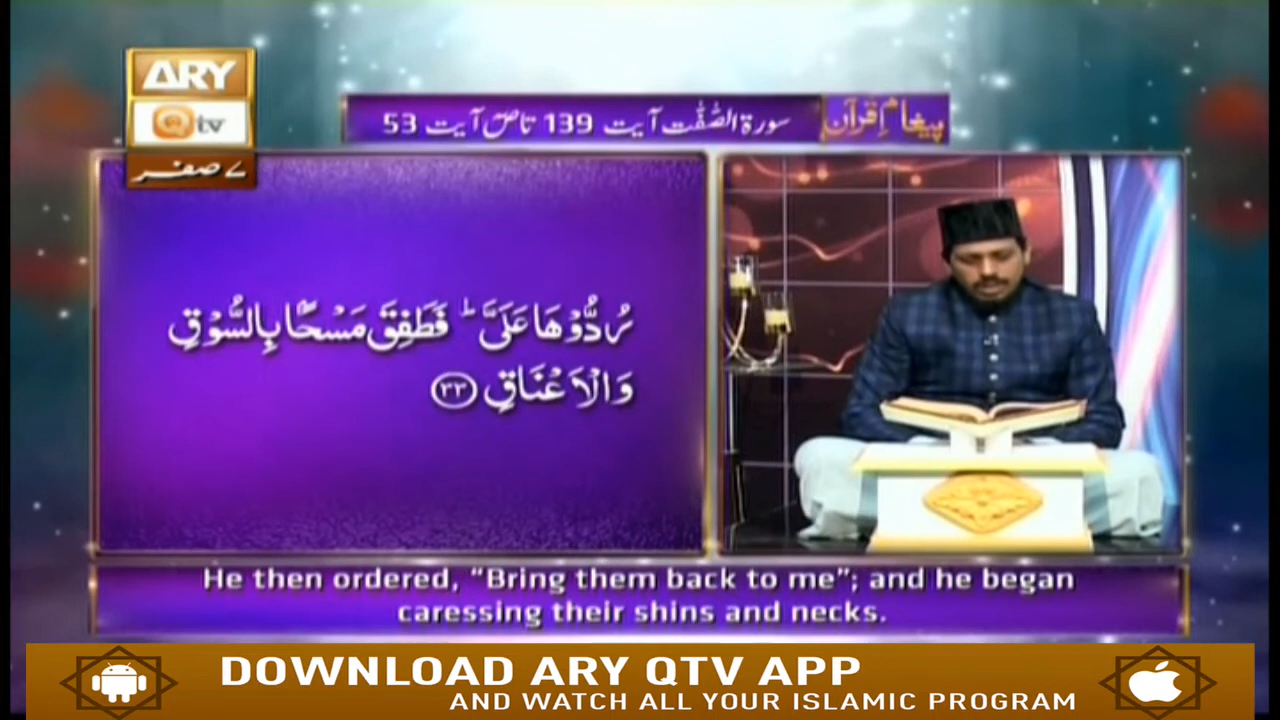 ARY
Qtv
۷ صفر
پیغامِ قرآن
سورۃ الصّٰفّٰت آیت 139 تا صٓ آیت 53
رُدُّوۡهَا عَلَیَّ ؕ فَطَفِقَ مَسۡحًۢا بِالسُّوۡقِ
وَالۡاَعۡنَاقِ ﴿۳۳﴾
He then ordered, “Bring them back to me”; and he began
caressing their shins and necks.
DOWNLOAD ARY QTV APP
AND WATCH ALL YOUR ISLAMIC PROGRAM